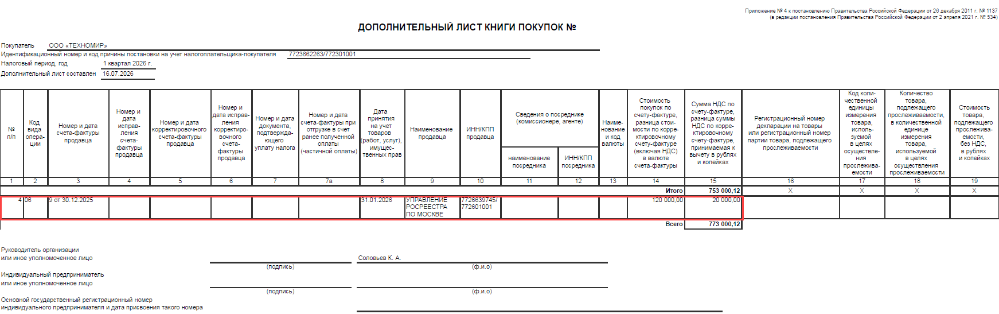 Приложение № 4 к постановлению Правительства Российской Федерации от 26 декабря 2011 г. № 1137
(в редакции постановления Правительства Российской Федерации от 2 апреля 2021 г. № 534)
ДОПОЛНИТЕЛЬНЫЙ ЛИСТ КНИГИ ПОКУПОК №
Покупатель ООО «ТЕХНОМИР»
Идентификационный номер и код причины постановки на учет налогоплательщика-покупателя 7723662263/772301001
Налоговый период, год 1 квартал 2026 г.
Дополнительный лист составлен 16.07.2026
№
п/п
Код
вида
опера-
ции
Номер и дата
счета-фактуры
продавца
Номер и
дата
исправ-
ления
счета-
фактуры
продавца
Номер и дата
корректировочного
счета-фактуры
продавца
Номер и
дата исправ-
ления
корректиро-
вочного
счета-
фактуры
продавца
Номер и дата
документа,
подтвержда-
ющего
уплату налога
Номер и дата
счета-фактуры при
отгрузке в счет
ранее полученной
оплаты
(частичной оплаты)
Дата
принятия
на учет
товаров
(работ, услуг),
имущес-
твенных прав
Наименование
продавца
ИНН/КПП
продавца
Сведения о посреднике
(комиссионере, агенте)
наименование
посредника
ИНН/КПП
посредника
Наиме-
нование
и код
валюты
Стоимость
покупок по
счету-фактуре,
разница стои-
мости по корре-
ктировочному
счету-фактуре
(включая НДС)
в валюте
счета-фактуры
Сумма НДС по
счету-фактуре,
разница суммы
НДС по корре-
ктировочному
счету-фактуре,
принимаемая к
вычету в рублях
и копейках
Регистрационный номер
декларации на товары
или регистрационный номер
партии товара, подлежащего
прослеживаемости
Код коли-
чественной
единицы
измерения
товара,
исполь-
зуемой
в целях
осуществле-
ния
прослежива-
емости
Количество
товара,
подлежащего
прослеживаемости,
в количественной
единице
измерения
товара,
используемой
в целях
осуществления
прослеживаемости
Стоимость
товара,
подлежащего
прослежива-
емости,
без НДС,
в рублях
и копейках
1 2 3 4 5 6 7 7а 8 9 10 11 12 13 14 15 16 17 18 19
Итого 753 000,12 X X X X
4 06 9 от 30.12.2025 31.01.2026 УПРАВЛЕНИЕ 7726639745/ 120 000,00 20 000,00
РОСРЕЕСТРА 772601001
ПО МОСКВЕ
Всего 773 000,12
Руководитель организации
или иное уполномоченное лицо Соловьев К. А.
(подпись) (ф.и.о)
Индивидуальный предприниматель
или иное уполномоченное лицо
(подпись) (ф.и.о)
Основной государственный регистрационный номер
индивидуального предпринимателя и дата присвоения такого номера